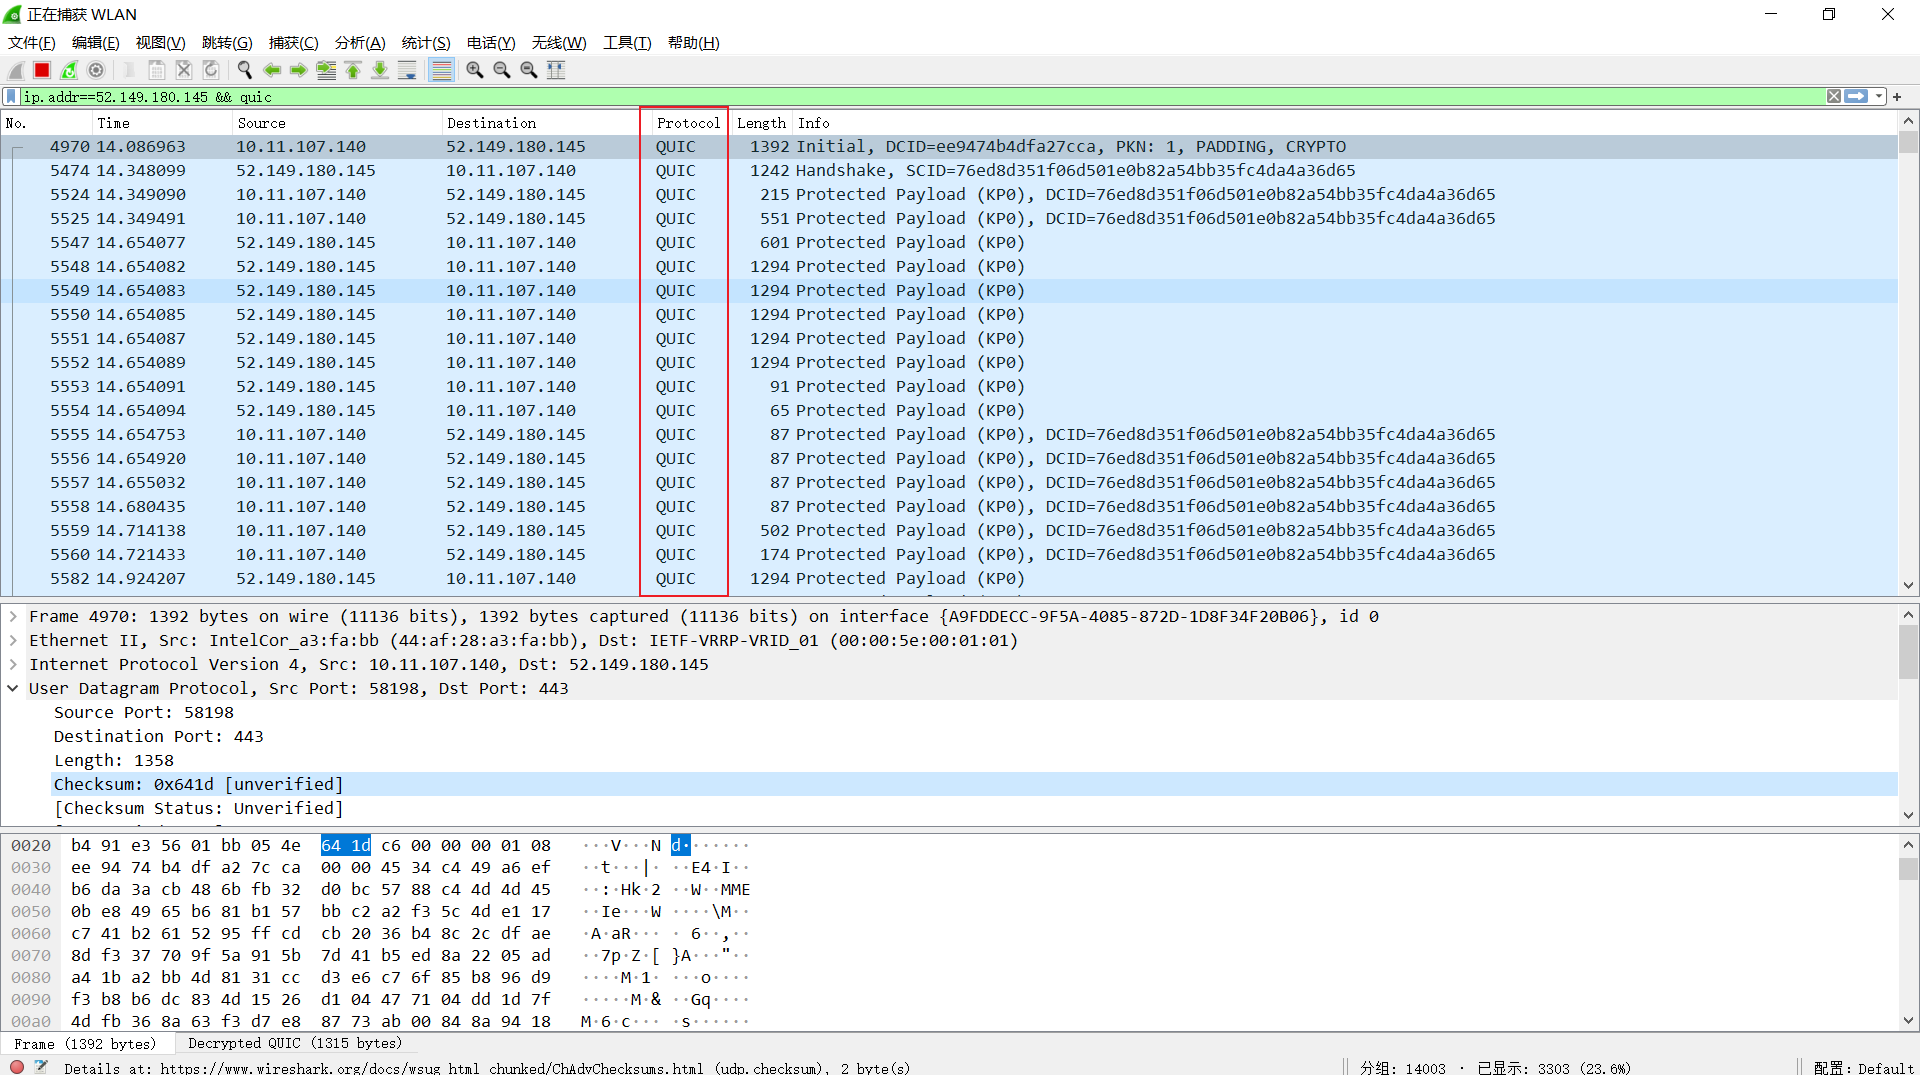 正在捕获 WLAN
文件(F) 编辑(E) 视图(V) 跳转(G) 捕获(C) 分析(A) 统计(S) 电话(Y) 无线(W) 工具(T) 帮助(H)
ip.addr==52.149.180.145 && quic
No. Time Source Destination Protocol Length Info
4970 14.086963 10.11.107.140 52.149.180.145 QUIC 1392 Initial, DCID=ee9474b4dfa27cca, PKN: 1, PADDING, CRYPTO
5474 14.348099 52.149.180.145 10.11.107.140 QUIC 1242 Handshake, SCID=76ed8d351f06d501e0b82a54bb35fc4da4a36d65
5524 14.349090 10.11.107.140 52.149.180.145 QUIC 215 Protected Payload (KP0), DCID=76ed8d351f06d501e0b82a54bb35fc4da4a36d65
5525 14.349491 10.11.107.140 52.149.180.145 QUIC 551 Protected Payload (KP0), DCID=76ed8d351f06d501e0b82a54bb35fc4da4a36d65
5547 14.654077 52.149.180.145 10.11.107.140 QUIC 601 Protected Payload (KP0)
5548 14.654082 52.149.180.145 10.11.107.140 QUIC 1294 Protected Payload (KP0)
5549 14.654083 52.149.180.145 10.11.107.140 QUIC 1294 Protected Payload (KP0)
5550 14.654085 52.149.180.145 10.11.107.140 QUIC 1294 Protected Payload (KP0)
5551 14.654087 52.149.180.145 10.11.107.140 QUIC 1294 Protected Payload (KP0)
5552 14.654089 52.149.180.145 10.11.107.140 QUIC 1294 Protected Payload (KP0)
5553 14.654091 52.149.180.145 10.11.107.140 QUIC 91 Protected Payload (KP0)
5554 14.654094 52.149.180.145 10.11.107.140 QUIC 65 Protected Payload (KP0)
5555 14.654753 10.11.107.140 52.149.180.145 QUIC 87 Protected Payload (KP0), DCID=76ed8d351f06d501e0b82a54bb35fc4da4a36d65
5556 14.654920 10.11.107.140 52.149.180.145 QUIC 87 Protected Payload (KP0), DCID=76ed8d351f06d501e0b82a54bb35fc4da4a36d65
5557 14.655032 10.11.107.140 52.149.180.145 QUIC 87 Protected Payload (KP0), DCID=76ed8d351f06d501e0b82a54bb35fc4da4a36d65
5558 14.680435 10.11.107.140 52.149.180.145 QUIC 87 Protected Payload (KP0), DCID=76ed8d351f06d501e0b82a54bb35fc4da4a36d65
5559 14.714138 10.11.107.140 52.149.180.145 QUIC 502 Protected Payload (KP0), DCID=76ed8d351f06d501e0b82a54bb35fc4da4a36d65
5560 14.721433 10.11.107.140 52.149.180.145 QUIC 174 Protected Payload (KP0), DCID=76ed8d351f06d501e0b82a54bb35fc4da4a36d65
5582 14.924207 52.149.180.145 10.11.107.140 QUIC 1294 Protected Payload (KP0)
Frame 4970: 1392 bytes on wire (11136 bits), 1392 bytes captured (11136 bits) on interface {A9FDDECC-9F5A-4085-872D-1D8F34F20B06}, id 0
Ethernet II, Src: IntelCor_a3:fa:bb (44:af:28:a3:fa:bb), Dst: IETF-VRRP-VRID_01 (00:00:5e:00:01:01)
Internet Protocol Version 4, Src: 10.11.107.140, Dst: 52.149.180.145
User Datagram Protocol, Src Port: 58198, Dst Port: 443
Source Port: 58198
Destination Port: 443
Length: 1358
Checksum: 0x641d [unverified]
[Checksum Status: Unverified]
0020 b4 91 e3 56 01 bb 05 4e 64 1d c6 00 00 00 01 08 ···V···N d·······
0030 ee 94 74 b4 df a2 7c ca 00 00 45 34 c4 49 a6 ef ··t···|· ··E4·I··
0040 b6 da 3a cb 48 6b fb 32 d0 bc 57 88 c4 4d 4d 45 ··:·Hk·2 ··W··MME
0050 0b e8 49 65 b6 81 b1 57 bb c2 a2 f3 5c 4d e1 17 ··Ie···W ····\M··
0060 c7 41 b2 61 52 95 ff cd cb 20 36 b4 8c 2c df ae ·A·aR··· · 6··,··
0070 8d f3 37 70 9f 5a 91 5b 7d 41 b5 ed 8a 22 05 ad ··7p·Z·[ }A···"··
0080 a4 1b a2 bb 4d 81 31 cc d3 e6 c7 6f 85 b8 96 d9 ····M·1· ···o····
0090 f3 b8 b6 dc 83 4d 15 26 d1 04 47 71 04 dd 1d 7f ·····M·& ··Gq····
00a0 4d fb 36 8a 63 f3 d7 e8 87 73 ab 00 84 8a 94 18 M·6·c··· ·s······
Frame (1392 bytes) Decrypted QUIC (1315 bytes)
Details at: https://www.wireshark.org/docs/wsug_html_chunked/ChAdvChecksums.html (udp.checksum), 2 byte(s) 分组: 14003 · 已显示: 3303 (23.6%) 配置: Default